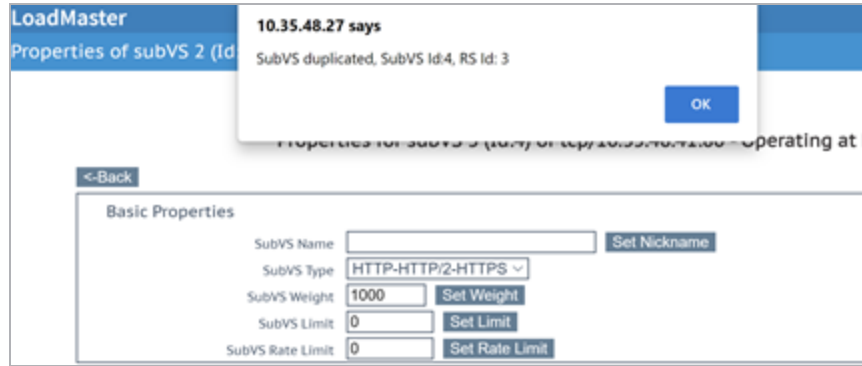 LoadMaster
Properties of subVS 2 (Id:
10.35.48.27 says
SubVS duplicated, SubVS Id:4, RS Id: 3
OK
Operating at
<-Back
Basic Properties
SubVS Name
Set Nickname
SubVS Type HTTP-HTTP/2-HTTPS
SubVS Weight 1000 Set Weight
SubVS Limit 0 Set Limit
SubVS Rate Limit 0 Set Rate Limit